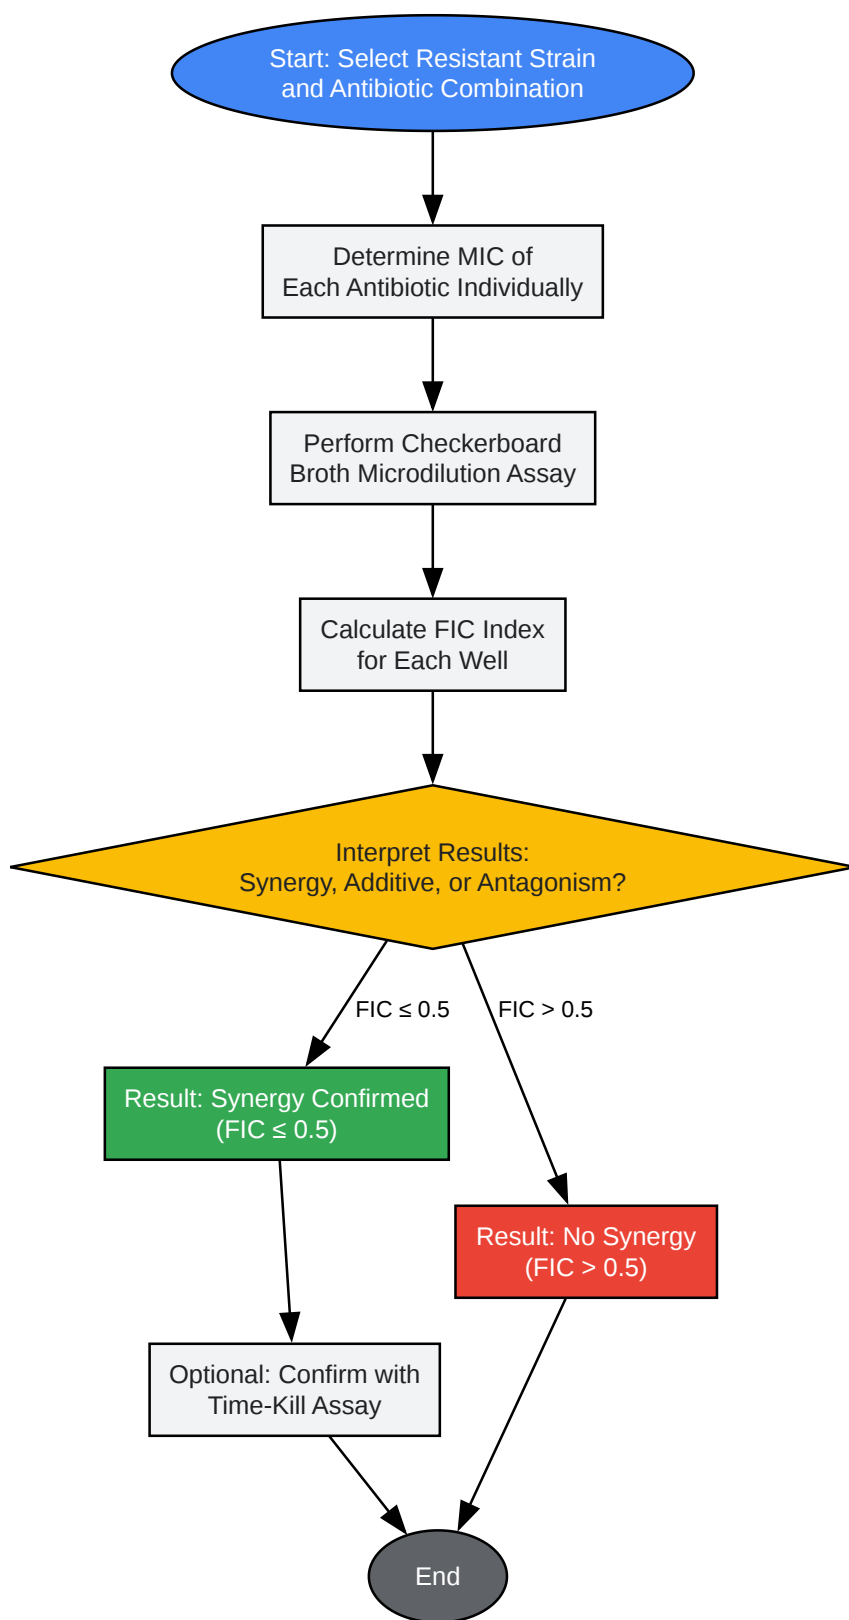 Start: Select Resistant Strain
and Antibiotic Combination
Determine MIC of
Each Antibiotic Individually
Perform Checkerboard
Broth Microdilution Assay
Calculate FIC Index
for Each Well
Interpret Results:
Synergy, Additive, or Antagonism?
FIC ≤ 0.5
FIC > 0.5
Result: Synergy Confirmed
(FIC ≤ 0.5)
Result: No Synergy
(FIC > 0.5)
Optional: Confirm with
Time-Kill Assay
End